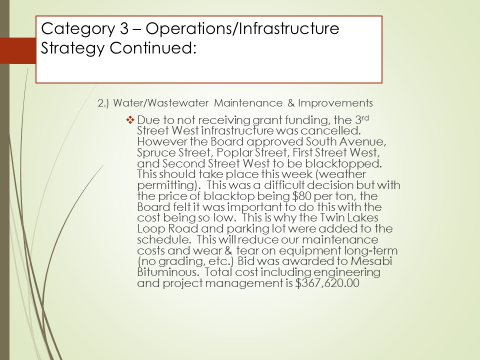 Category 3 – Operations/Infrastructure
Strategy Continued:
2.) Water/Wastewater Maintenance & Improvements
❖ Due to not receiving grant funding, the 3rd
Street West infrastructure was cancelled.
However the Board approved South Avenue,
Spruce Street, Poplar Street, First Street West,
and Second Street West to be blacktopped.
This should take place this week (weather
permitting). This was a difficult decision but with
the price of blacktop being $80 per ton, the
Board felt it was important to do this with the
cost being so low. This is why the Twin Lakes
Loop Road and parking lot were added to the
schedule. This will reduce our maintenance
costs and wear & tear on equipment long-term
(no grading, etc.) Bid was awarded to Mesabi
Bituminous. Total cost including engineering
and project management is $367,620.00